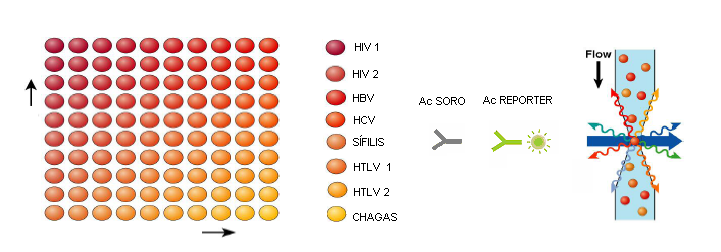 HIV 1
HIV 2
HBV
HCV
SÍFILIS
HTLV 1
HTLV 2
CHAGAS
Ac SORO
Ac REPORTER
Flow